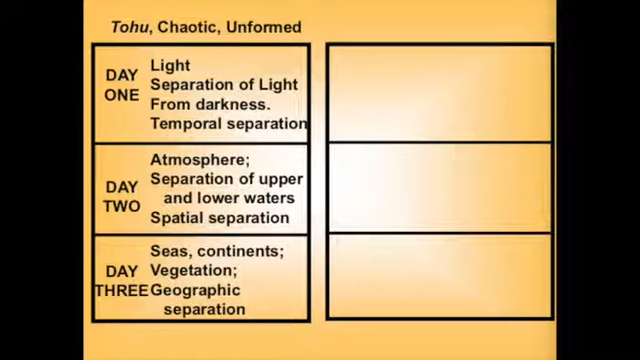 Tohu, Chaotic, Unformed
DAY ONE
Light
Separation of Light
From darkness.
Temporal separation
DAY TWO
Atmosphere;
Separation of upper
and lower waters
Spatial separation
DAY THREE
Seas, continents;
Vegetation;
Geographic
separation